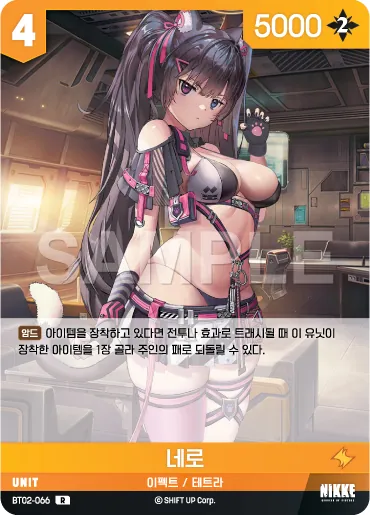 4
5000
2
SAMPLE
암드 아이템을 장착하고 있다면 전투나 효과로 트래시될 때 이 유닛이
장착한 아이템을 1장 골라 주인의 패로 되돌릴 수 있다.
네로
UNIT
이펙트 / 테트라
BT02-066 R
© SHIFT UP Corp.
NIKKE